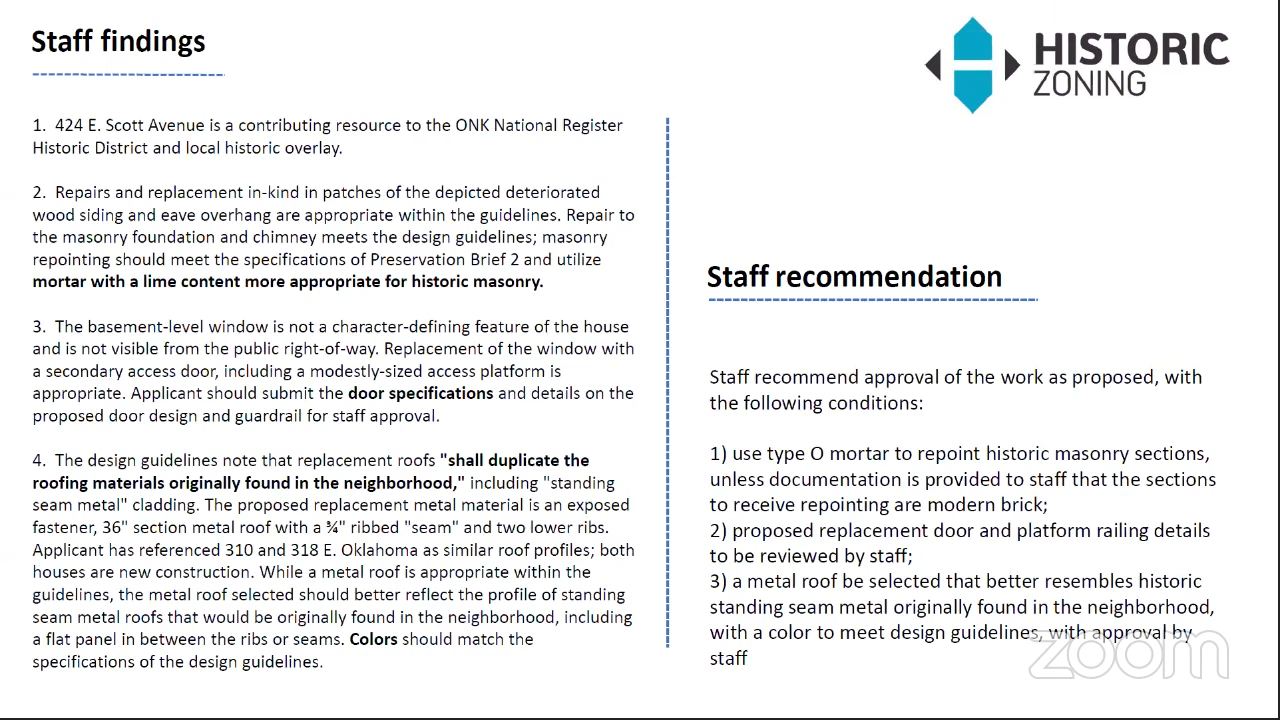 Staff findings
HISTORIC
ZONING
1. 424 E. Scott Avenue is a contributing resource to the ONK National Register
Historic District and local historic overlay.
2. Repairs and replacement in-kind in patches of the depicted deteriorated
wood siding and eave overhang are appropriate within the guidelines. Repair to
the masonry foundation and chimney meets the design guidelines; masonry
repointing should meet the specifications of Preservation Brief 2 and utilize
mortar with a lime content more appropriate for historic masonry.
3. The basement-level window is not a character-defining feature of the house
and is not visible from the public right-of-way. Replacement of the window with
a secondary access door, including a modestly-sized access platform is
appropriate. Applicant should submit the door specifications and details on the
proposed door design and guardrail for staff approval.
4. The design guidelines note that replacement roofs "shall duplicate the
roofing materials originally found in the neighborhood," including "standing
seam metal" cladding. The proposed replacement metal material is an exposed
fastener, 36" section metal roof with a ¾" ribbed "seam" and two lower ribs.
Applicant has referenced 310 and 318 E. Oklahoma as similar roof profiles; both
houses are new construction. While a metal roof is appropriate within the
guidelines, the metal roof selected should better reflect the profile of standing
seam metal roofs that would be originally found in the neighborhood, including
a flat panel in between the ribs or seams. Colors should match the
specifications of the design guidelines.
Staff recommendation
Staff recommend approval of the work as proposed, with
the following conditions:
1) use type O mortar to repoint historic masonry sections,
unless documentation is provided to staff that the sections
to receive repointing are modern brick;
2) proposed replacement door and platform railing details
to be reviewed by staff;
3) a metal roof be selected that better resembles historic
standing seam metal originally found in the neighborhood,
with a color to meet design guidelines, with approval by
staff
zoom